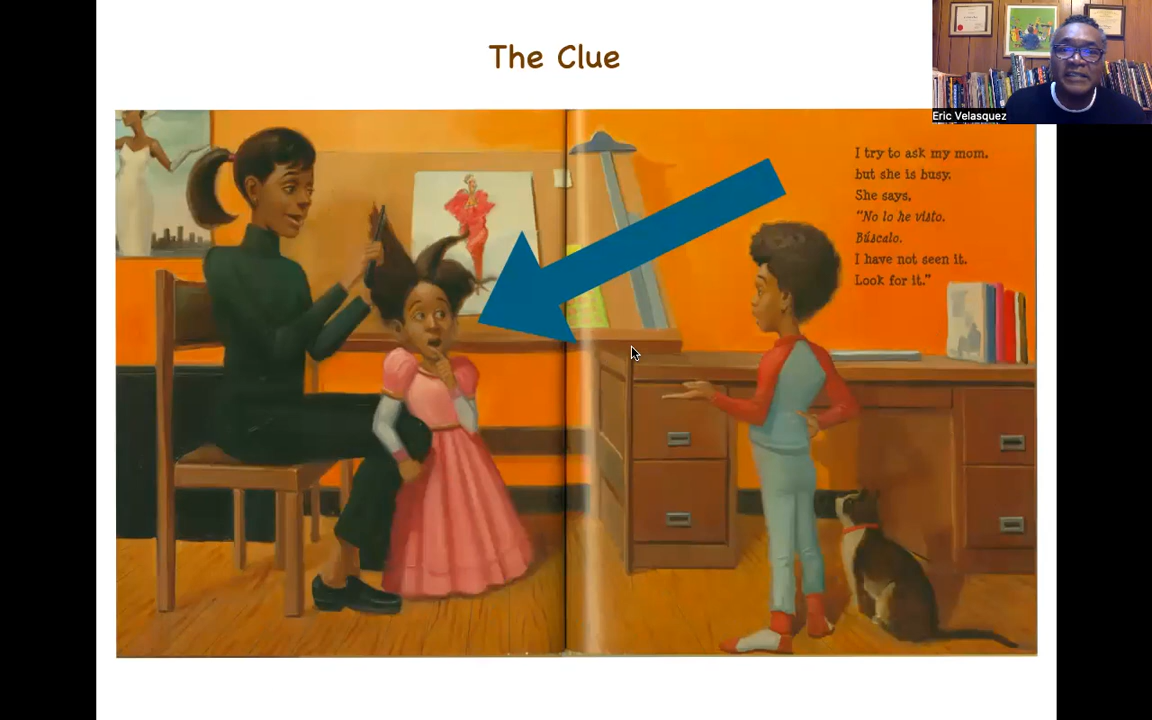 The Clue
Eric Velasquez
I try to ask my mom,
but she is busy.
She says,
"No lo he visto.
Búscalo.
I have not seen it.
Look for it."